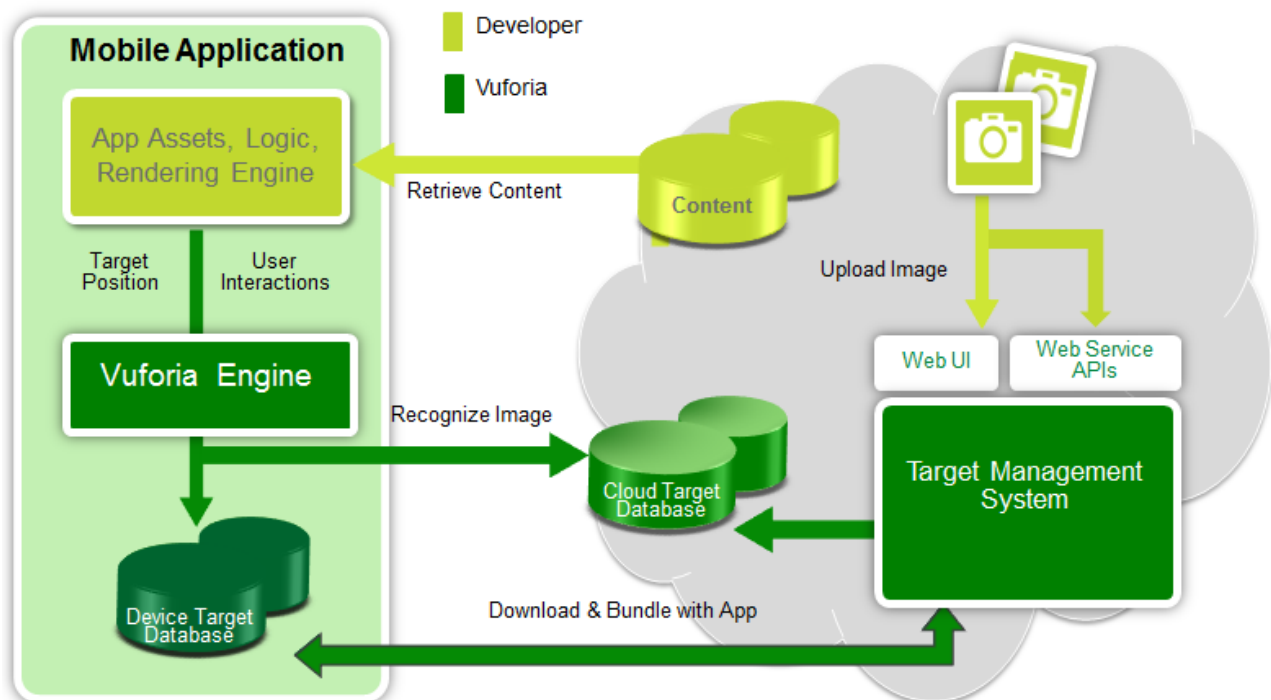 Mobile Application
Developer
Vuforia
App Assets, Logic,
Rendering Engine
Retrieve Content
Content
Target
Position
User
Interactions
Upload Image
Vuforia Engine
Web UI
Web Service
APIs
Recognize Image
Cloud Target
Database
Target Management
System
Device Target
Database
Download & Bundle with App